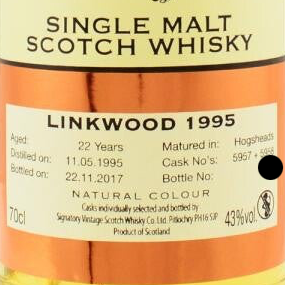 SINGLE MALT
SCOTCH WHISKY
LINKWOOD 1995
Aged: 22 Years Matured in: Hogsheads
Distilled on: 11.05.1995 Cask No's: 5957 +
Bottled on: 22.11.2017 Bottle No:
NATURAL COLOUR
Casks individually selected and bottled by
70cl Signatory Vintage Scotch Whisky Co. Ltd. Pitlochry PH16 5JP 43%vol.
Product of Scotland